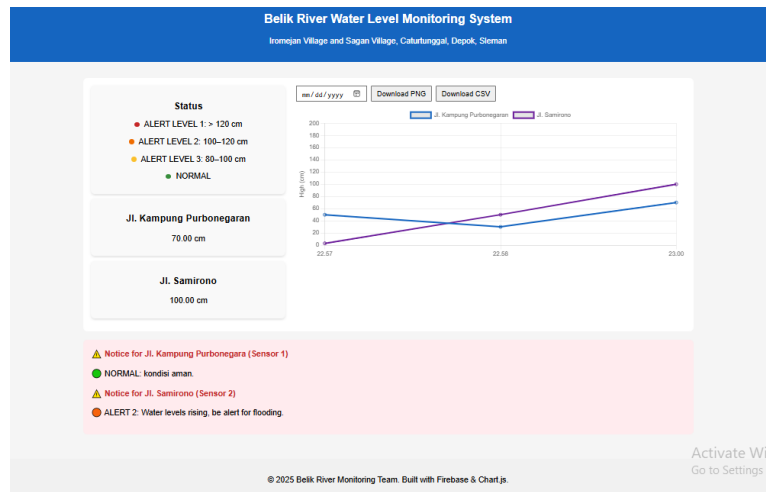 Belik River Water Level Monitoring System
Iromejan Village and Sagan Village, Caturtunggal, Depok, Sleman
Status
ALERT LEVEL 1: > 120 cm
ALERT LEVEL 2: 100–120 cm
ALERT LEVEL 3: 80–100 cm
NORMAL
Jl. Kampung Purbonegaran
70.00 cm
Jl. Samirono
100.00 cm
mm/dd/yyyy Download PNG Download CSV
Jl. Kampung Purbonegaran Jl. Samirono
High (cm)
200
180
160
140
120
100
80
60
40
20
0
22.57 22.58 23.00
Notice for Jl. Kampung Purbonegara (Sensor 1)
NORMAL: kondisi aman.
Notice for Jl. Samirono (Sensor 2)
ALERT 2: Water levels rising, be alert for flooding.
Activate Wi
Go to Settings
© 2025 Belik River Monitoring Team. Built with Firebase & Chart.js.